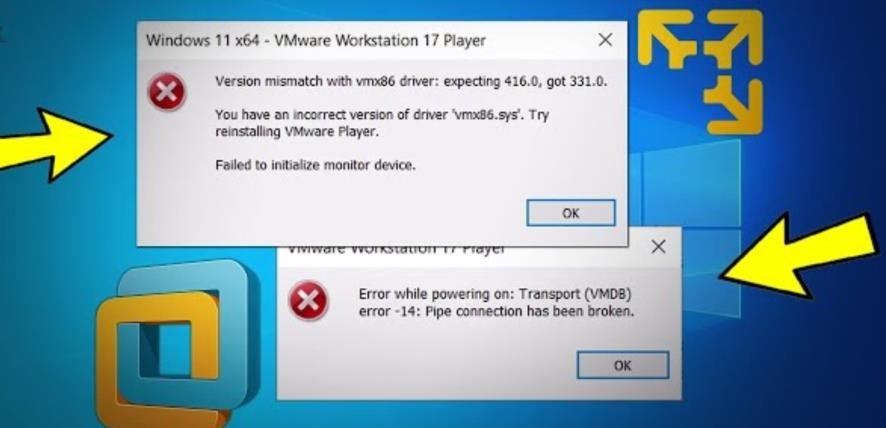 Windows 11 x64 - VMware Workstation 17 Player
Version mismatch with vmx86 driver: expecting 416.0, got 331.0.
You have an incorrect version of driver 'vmx86.sys'. Try
reinstalling VMware Player.
Failed to initialize monitor device.
OK
VMware Workstation 17 Player
Error while powering on: Transport (VMDB)
error -14: Pipe connection has been broken.
OK